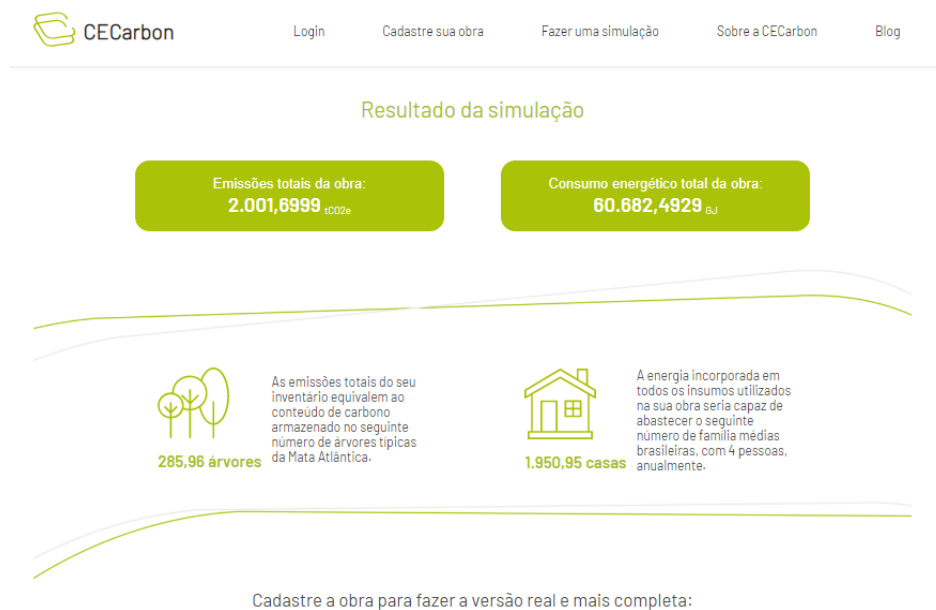 CECarbon
Login
Cadastre sua obra
Fazer uma simulação
Sobre a CECarbon
Blog
Resultado da simulação
Emissões totais da obra:
2.001,6999 tCO2e
Consumo energético total da obra:
60.682,4929 GJ
As emissões totais do seu
inventário equivalem ao
conteúdo de carbono
armazenado no seguinte
número de árvores típicas
da Mata Atlântica.
285,96 árvores
A energia incorporada em
todos os insumos utilizados
na sua obra seria capaz de
abastecer o seguinte
número de família médias
brasileiras, com 4 pessoas,
anualmente.
1.950,95 casas
Cadastre a obra para fazer a versão real e mais completa: